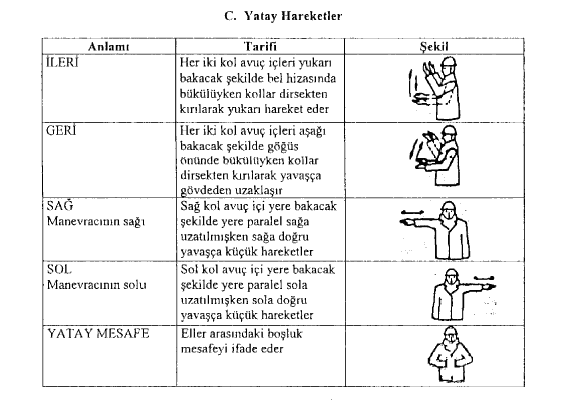 C. Yatay Hareketler
Anlamı Tarifi Şekil
İLERİ
Her iki kol avuç içleri yukarı
bakacak şekilde bel hizasında
bükülüyken kollar dirsekten
kırılarak yukarı hareket eder
GERİ
Her iki kol avuç içleri aşağı
bakacak şekilde göğüs
önünde bükülüyken kollar
dirsekten kırılarak yavaşça
gövdeden uzaklaşır
SAĞ
Manevracının sağı
Sağ kol avuç içi yere bakacak
şekilde yere paralel sağa
uzatılmışken sağa doğru
yavaşça küçük hareketler
SOL
Manevracının solu
Sol kol avuç içi yere bakacak
şekilde yere paralel sola
uzatılmışken sola doğru
yavaşça küçük hareketler
YATAY MESAFE
Eller arasındaki boşluk
mesafeyi ifade eder